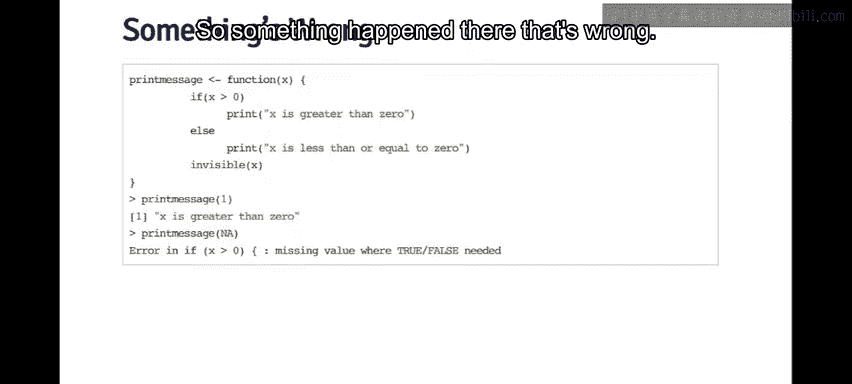 So something happened there that's wrong.
Something's Wrong
printmessage <- function(x) {
if(x > 0)
print("x is greater than zero")
else
print("x is less than or equal to zero")
invisible(x)
}
> printmessage(1)
[1] "x is greater than zero"
> printmessage(NA)
Error in if (x > 0) { : missing value where TRUE/FALSE needed